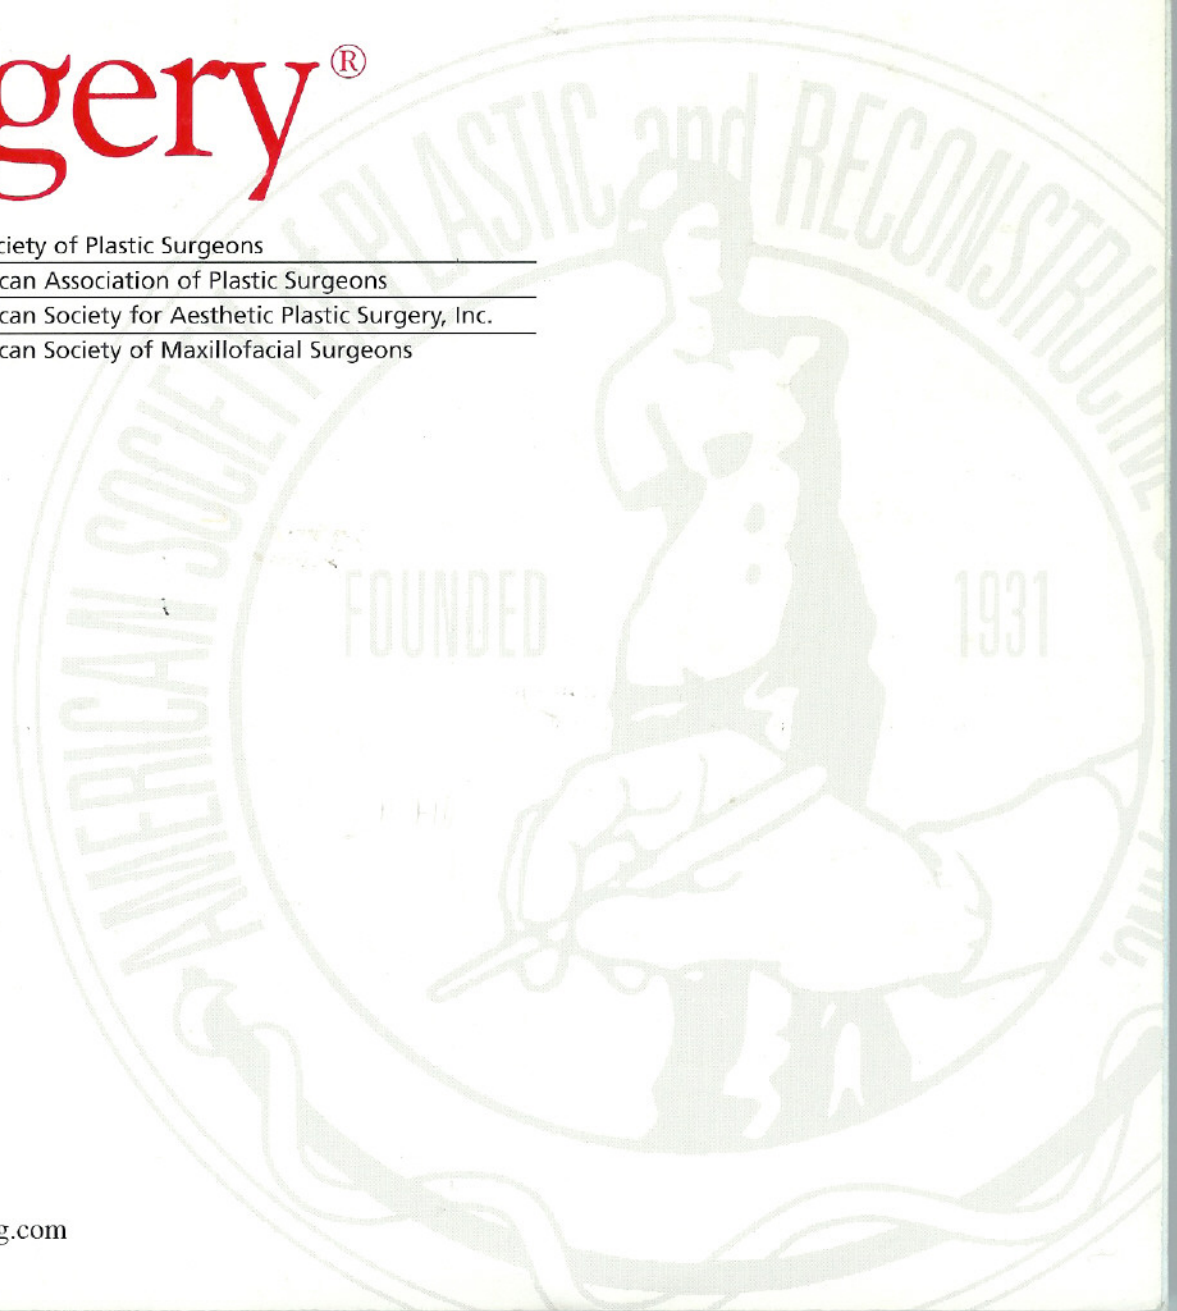 gery®
ciety of Plastic Surgeons
can Association of Plastic Surgeons
can Society for Aesthetic Plastic Surgery, Inc.
can Society of Maxillofacial Surgeons
AMERICAN SOCIETY of PLASTIC and RECONSTRUCTIVE
INC.
FOUNDED 1931
g.com